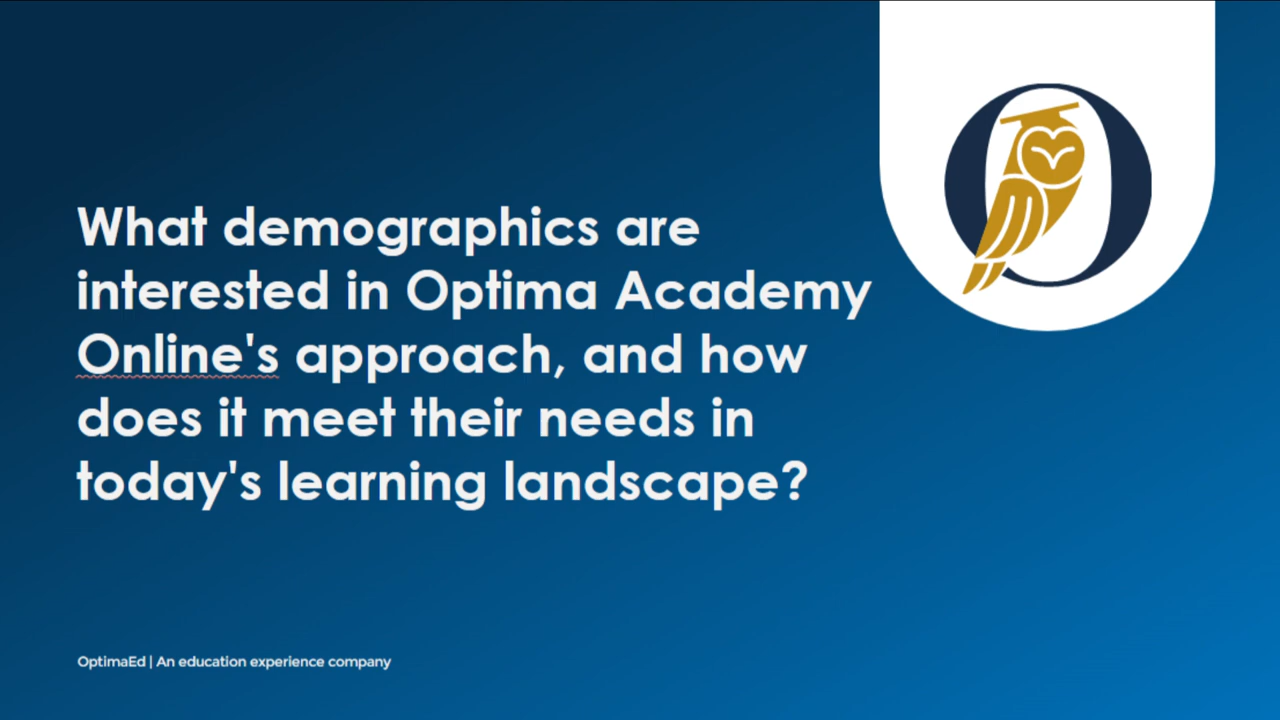 What demographics are
interested in Optima Academy
Online's approach, and how
does it meet their needs in
today's learning landscape?
OptimaEd | An education experience company